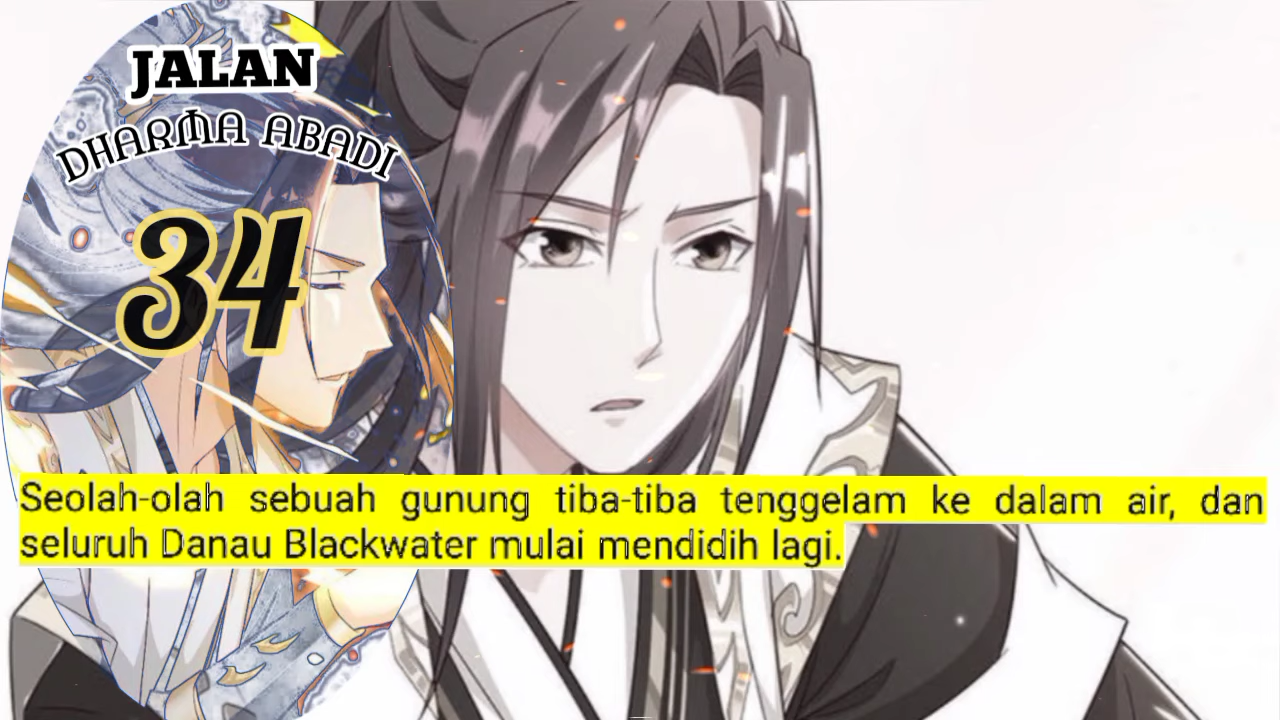 JALAN
DHARMA ABADI
34
Seolah-olah sebuah gunung tiba-tiba tenggelam ke dalam air, dan
seluruh Danau Blackwater mulai mendidih lagi.